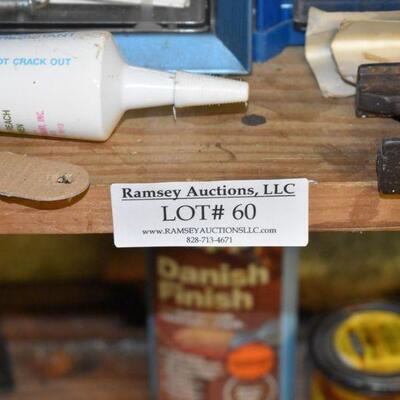 OT CRACK OUT
Ramsey Auctions, LLC
LOT# 60
www.RAMSEYAUCTIONSLLC.com
828-713-4671
Danish
Finish